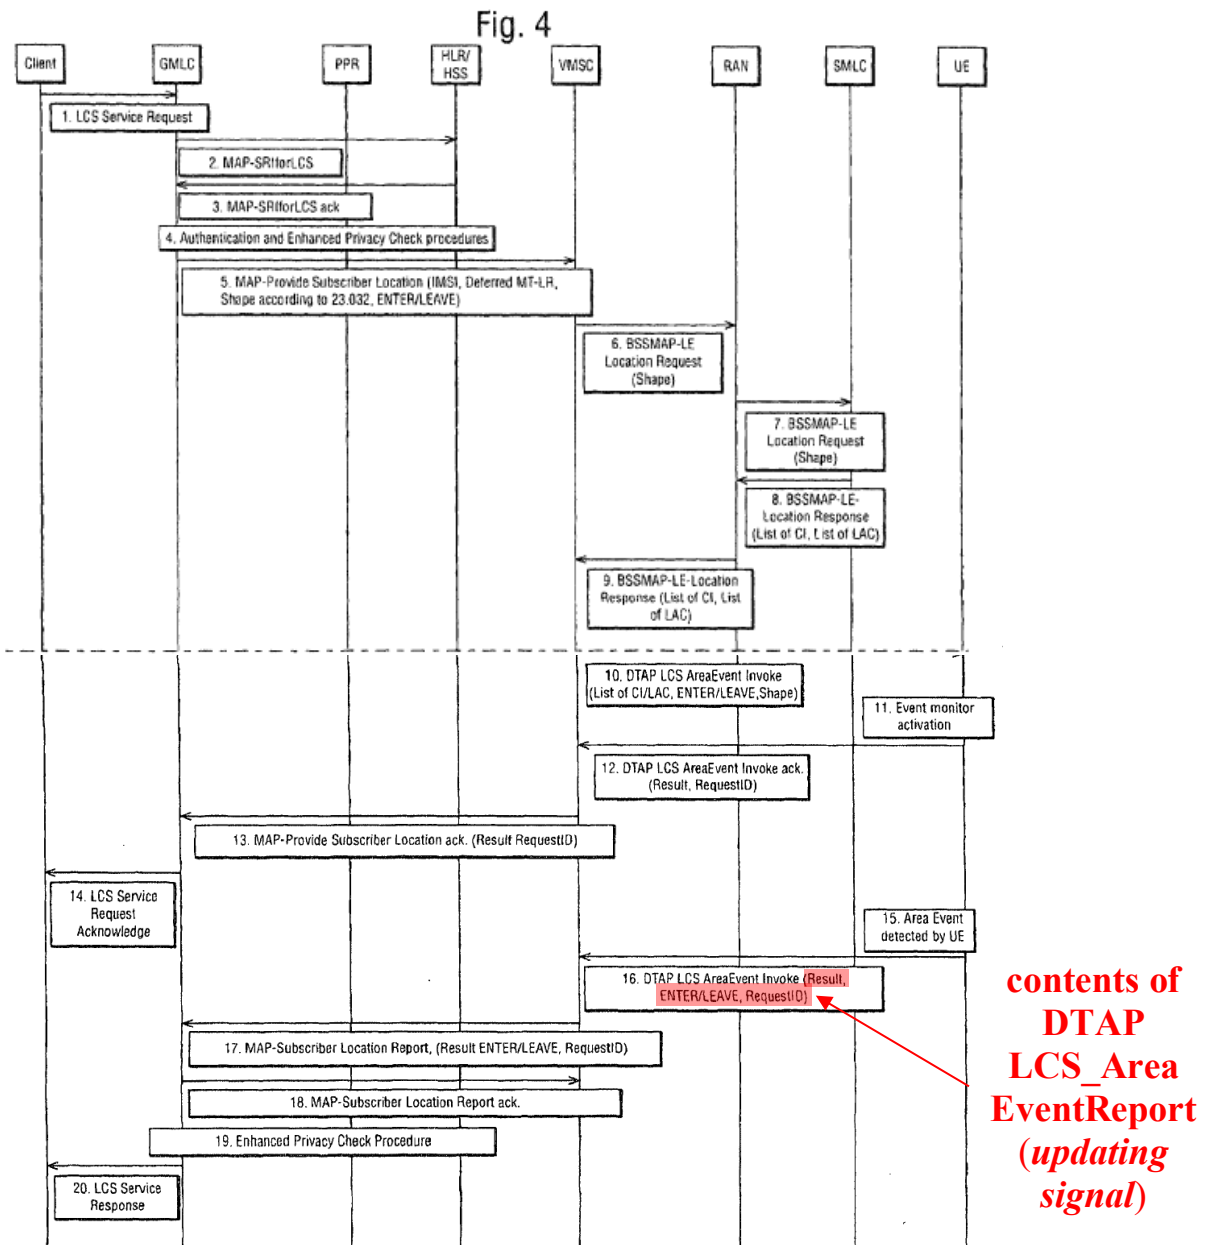 Fig. 4
Client
GMLC
PPR
HLR/
HSS
VMSC
RAN
SMLC
UE
1. LCS Service Request
2. MAP-SRIforLCS
3. MAP-SRIforLCS ack
4. Authentication and Enhanced Privacy Check procedures
5. MAP-Provide Subscriber Location (IMSI, Deferred MT-LR,
Shape according to 23.032, ENTER/LEAVE)
6. BSSMAP-LE
Location Request
(Shape)
7. BSSMAP-LE
Location Request
(Shape)
8. BSSMAP-LE-
Location Response
(List of CI, List of LAC)
9. BSSMAP-LE-Location
Response (List of CI, List
of LAC)
10. DTAP LCS AreaEvent Invoke
(List of CI/LAC, ENTER/LEAVE,Shape)
11. Event monitor
activation
12. DTAP LCS AreaEvent Invoke ack.
(Result, RequestID)
13. MAP-Provide Subscriber Location ack. (Result RequestID)
14. LCS Service
Request
Acknowledge
15. Area Event
detected by UE
16. DTAP LCS AreaEvent Invoke (Result,
ENTER/LEAVE, RequestID)
17. MAP-Subscriber Location Report, (Result ENTER/LEAVE, RequestID)
18. MAP-Subscriber Location Report ack.
19. Enhanced Privacy Check Procedure
20. LCS Service
Response
contents of
DTAP
LCS_Area
EventReport
(updating
signal)